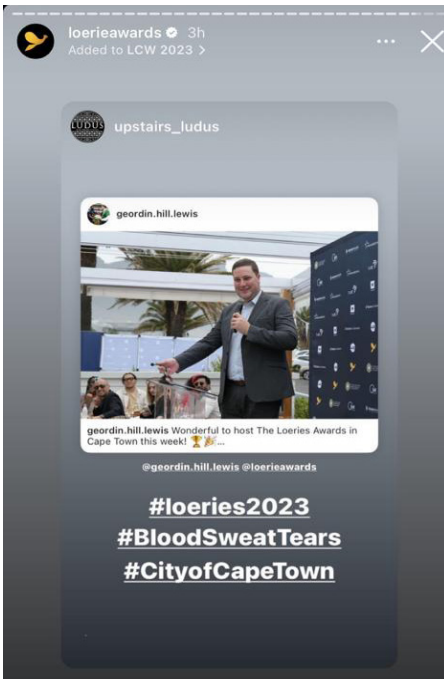 loerieawards 3h
Added to LCW 2023 >
LUDUS
upstairs_ludus
geordin.hill.lewis
geordin.hill.lewis Wonderful to host The Loeries Awards in
Cape Town this week! 🏆🎉...
@geordin.hill.lewis @loerieawards
#loeries2023
#BloodSweatTears
#CityofCapeTown